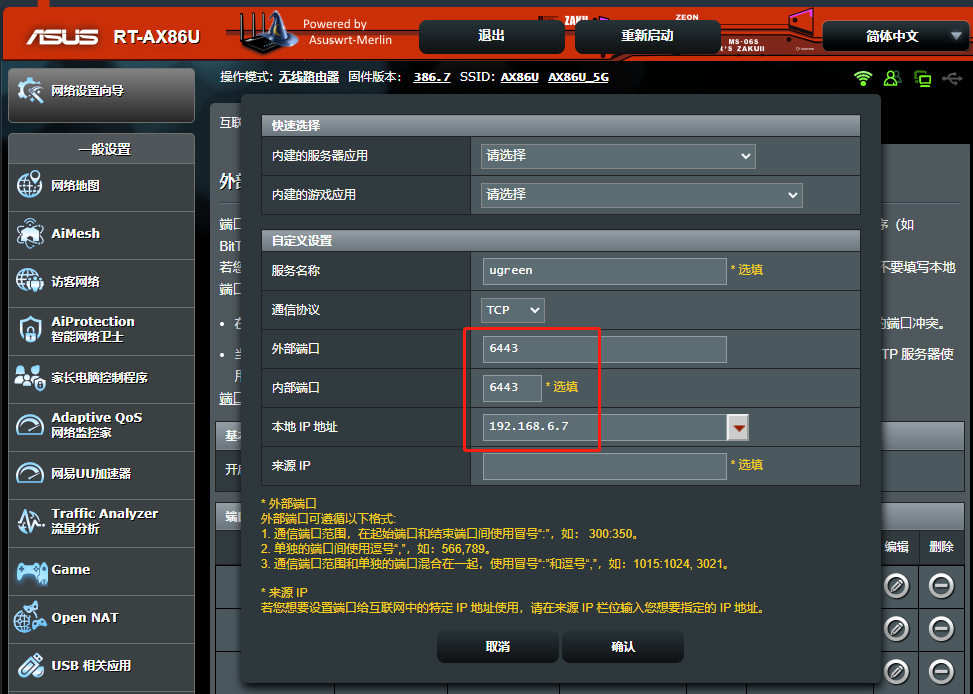 ASUS RT-AX86U
Powered by
Asuswrt-Merlin
ZAKU
ZEON
MS-06S
'S ZAKUII
退出
重新启动
简体中文
操作模式: 无线路由器 固件版本: 386.7 SSID: AX86U AX86U_5G
网络设置向导
一般设置
网络地图
AiMesh
访客网络
AiProtection
智能网络卫士
家长电脑控制程序
Adaptive QoS
网络监控家
网易UU加速器
Traffic Analyzer
流星分析
Game
Open NAT
USB 相关应用
互联
外部
端口
BitT
若您
端口
• 在
• 当
用
端口
基本
开启
端口
快速选择
内建的服务器应用
请选择
内建的游戏应用
请选择
自定义设置
服务名称
ugreen
* 选填
通信协议
TCP
外部端口
6443
内部端口
6443
* 选填
本地 IP 地址
192.168.6.7
来源 IP
* 选填
* 外部端口
外部端口可遵循以下格式:
1. 通信端口范围，在起始端口和结束端口间使用冒号“:”，如： 300:350。
2. 单独的端口间使用逗号“,”，如：566,789。
3. 通信端口范围和单独的端口混合在一起，使用冒号“:”和逗号“,”，如：1015:1024, 3021。
* 来源 IP
若您想要设置端口给互联网中的特定 IP 地址使用，请在来源 IP 栏位输入您想要指定的 IP 地址。
取消
确认
序（如
不要填写本地
的端口冲突。
TP 服务器使
编辑
删除